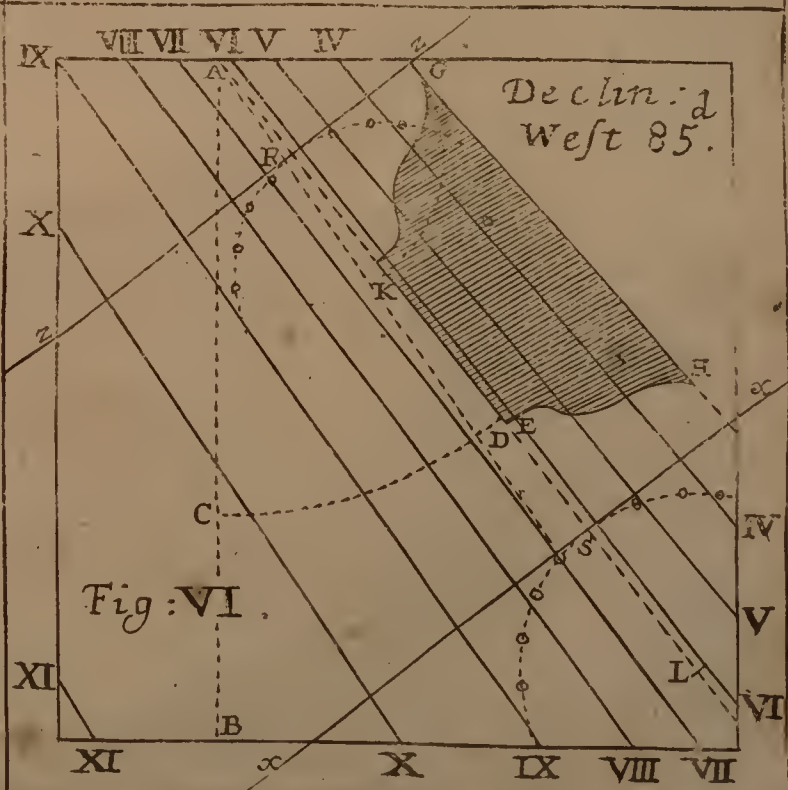 IX VIII VII VI V IV z G
A
Declin: d
West 85.
R
X
K
z
H
x
D E
C
IV
S
Fig: VI.
V
XI
L
VI
B
XI x X IX VIII VII